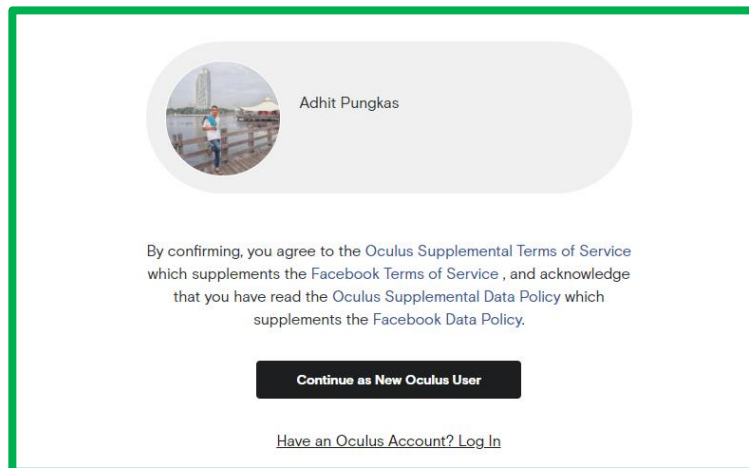 Adhit Pungkas
By confirming, you agree to the Oculus Supplemental Terms of Service
which supplements the Facebook Terms of Service , and acknowledge
that you have read the Oculus Supplemental Data Policy which
supplements the Facebook Data Policy.
Continue as New Oculus User
Have an Oculus Account? Log In